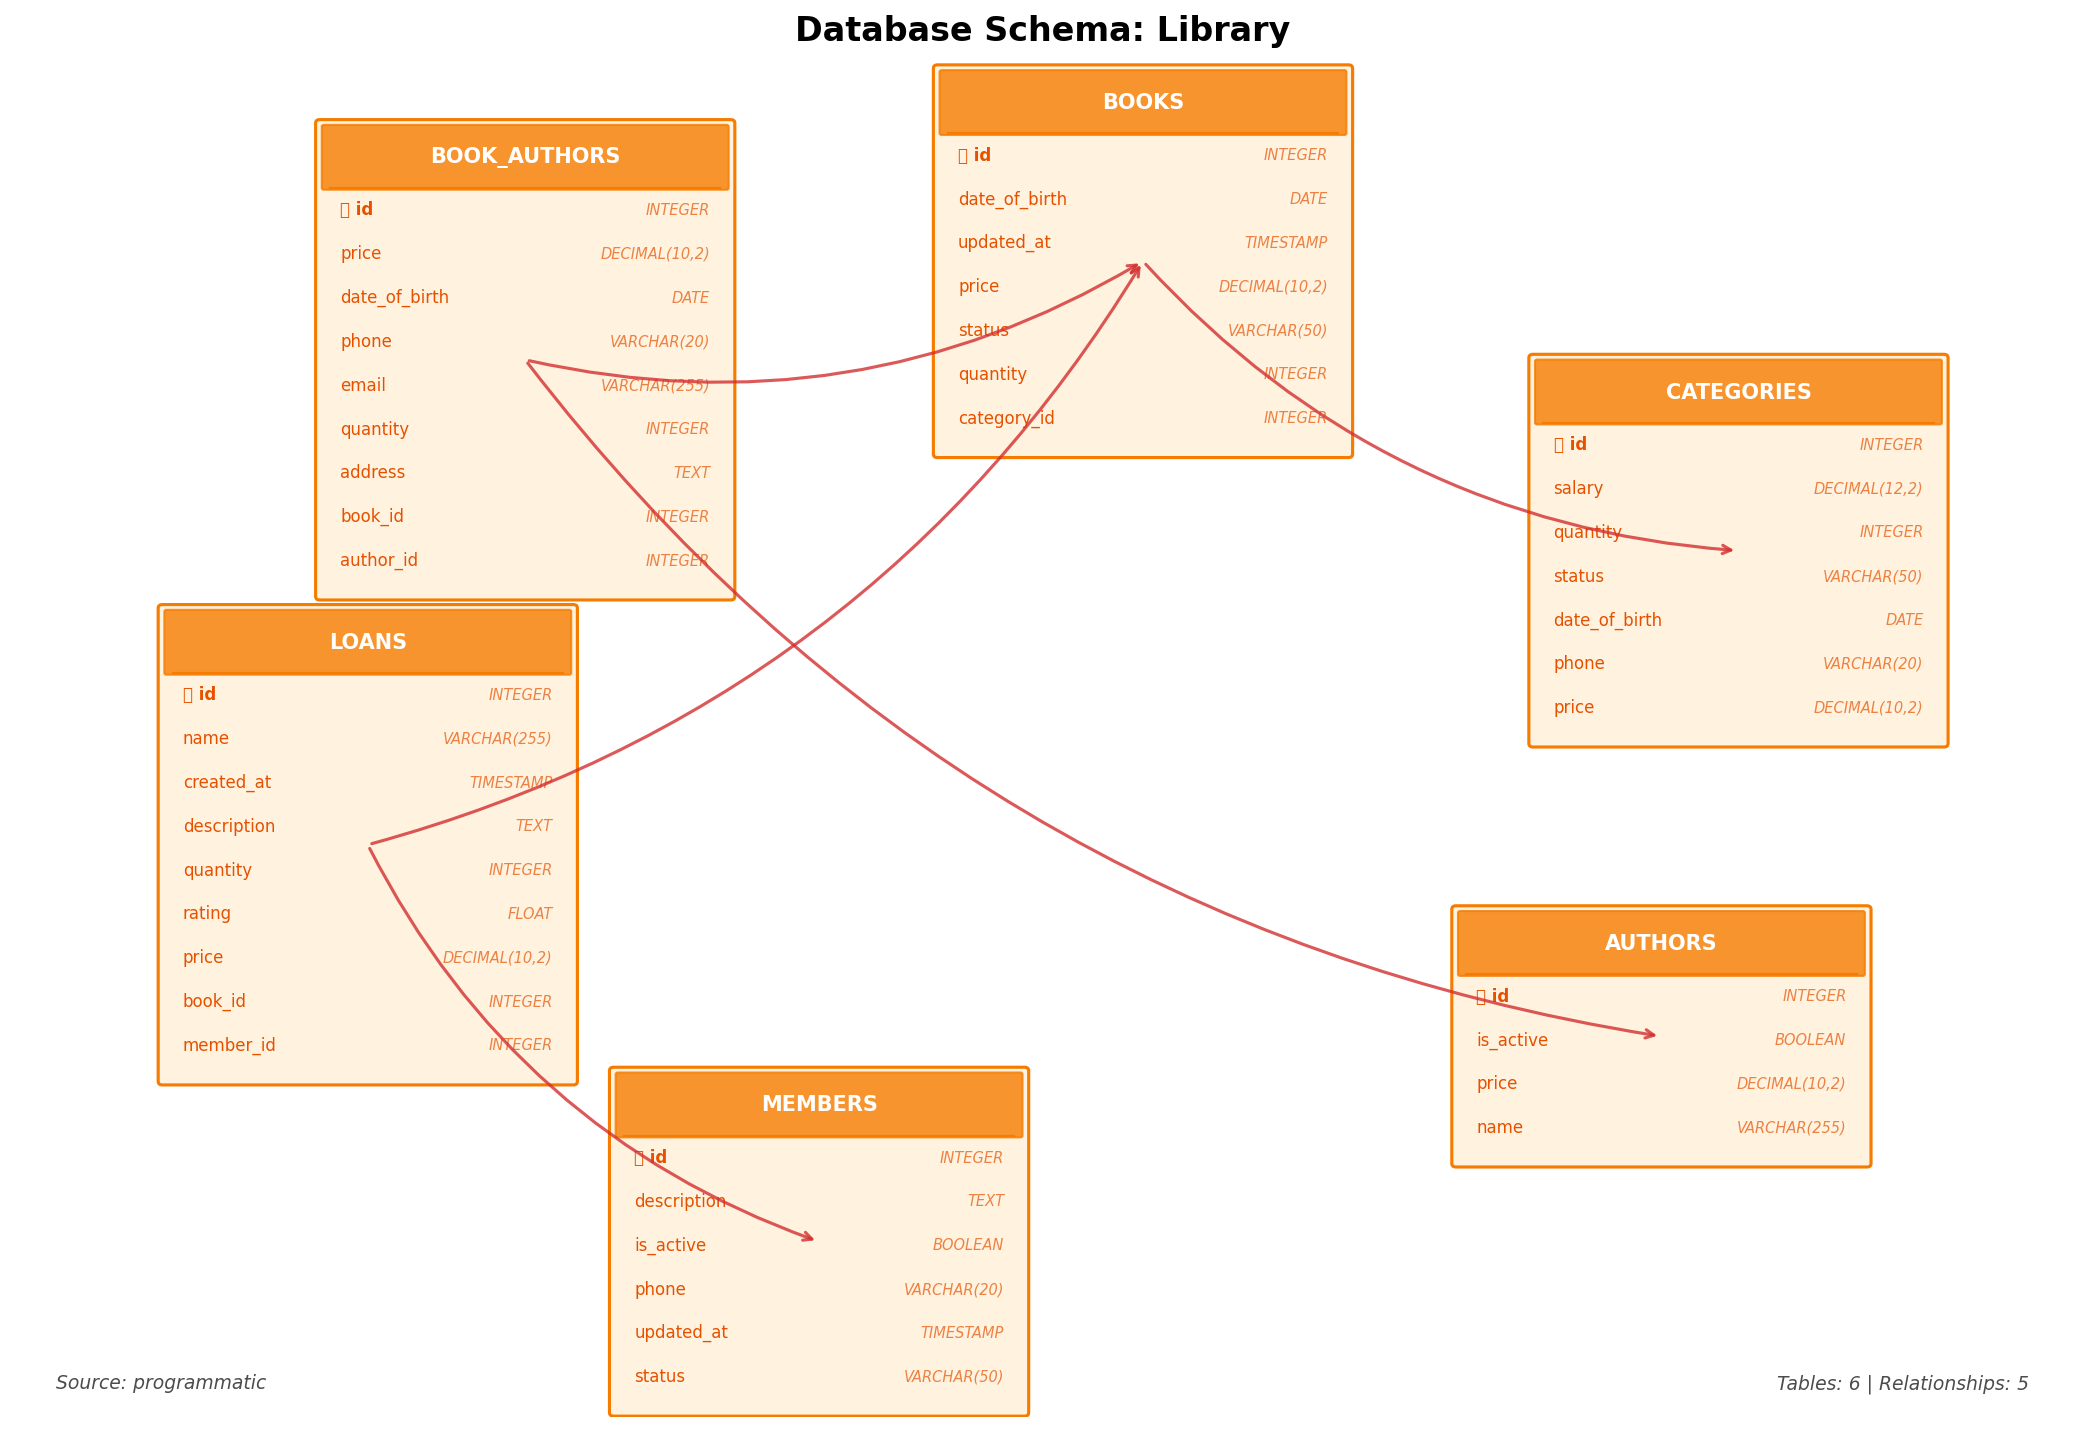 Database Schema: Library
BOOKS
id INTEGER
date_of_birth DATE
updated_at TIMESTAMP
price DECIMAL(10,2)
status VARCHAR(50)
quantity INTEGER
category_id INTEGER
BOOK_AUTHORS
id INTEGER
price DECIMAL(10,2)
date_of_birth DATE
phone VARCHAR(20)
email VARCHAR(255)
quantity INTEGER
address TEXT
book_id INTEGER
author_id INTEGER
CATEGORIES
id INTEGER
salary DECIMAL(12,2)
quantity INTEGER
status VARCHAR(50)
date_of_birth DATE
phone VARCHAR(20)
price DECIMAL(10,2)
LOANS
id INTEGER
name VARCHAR(255)
created_at TIMESTAMP
description TEXT
quantity INTEGER
rating FLOAT
price DECIMAL(10,2)
book_id INTEGER
member_id INTEGER
AUTHORS
id INTEGER
is_active BOOLEAN
price DECIMAL(10,2)
name VARCHAR(255)
MEMBERS
id INTEGER
description TEXT
is_active BOOLEAN
phone VARCHAR(20)
updated_at TIMESTAMP
status VARCHAR(50)
Source: programmatic
Tables: 6 | Relationships: 5